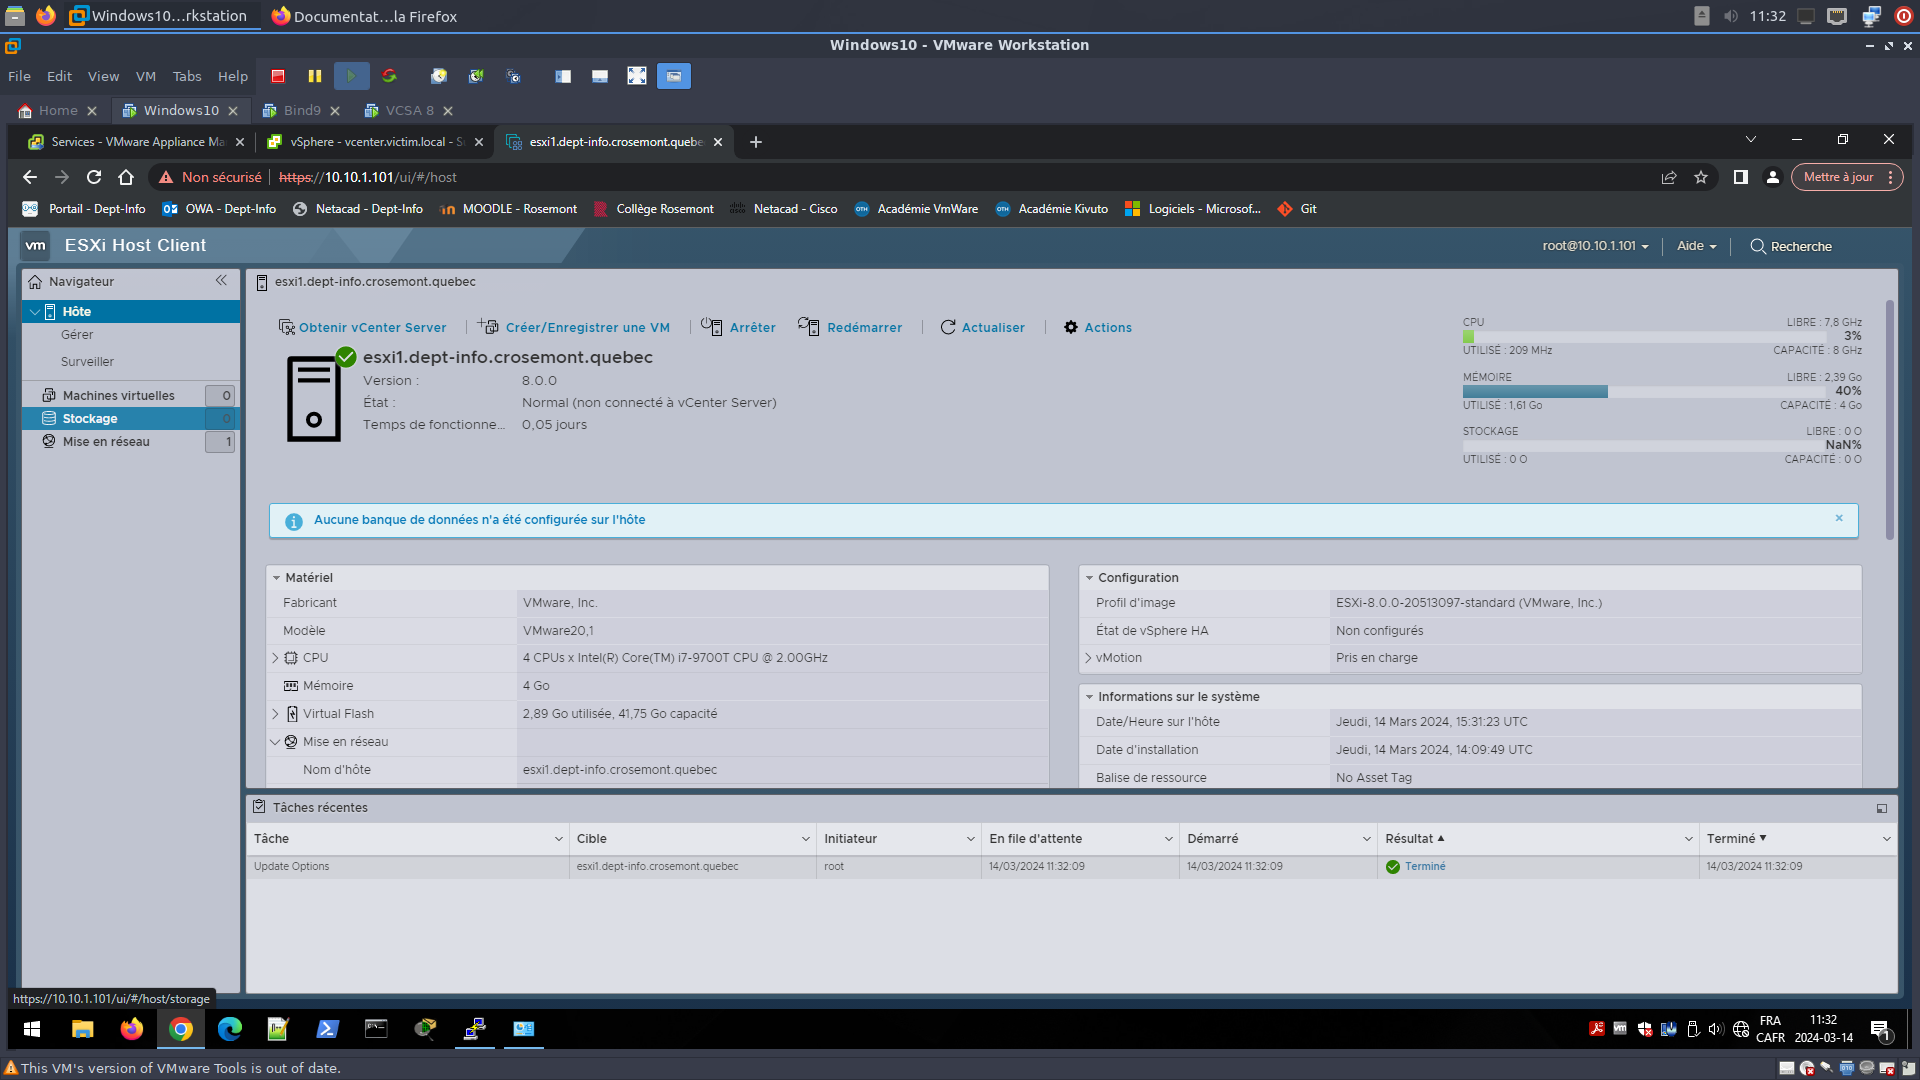 Windows10...rkstation
Documentat...la Firefox
11:32
Windows10 - VMware Workstation
File Edit View VM Tabs Help
Home
Windows10
Bind9
VCSA 8
Services - VMware Appliance Ma
vSphere - vcenter.victim.local - S
esxi1.dept-info.crosemont.quebe
Non sécurisé https://10.10.1.101/ui/#/host
Mettre à jour
Portail - Dept-Info
OWA - Dept-Info
Netacad - Dept-Info
MOODLE - Rosemont
Collège Rosemont
Netacad - Cisco
Académie VmWare
Académie Kivuto
Logiciels - Microsof...
Git
vm ESXi Host Client
root@10.10.1.101
Aide
Recherche
Navigateur
Hôte
Gérer
Surveiller
Machines virtuelles 0
Stockage 0
Mise en réseau 1
esxi1.dept-info.crosemont.quebec
Obtenir vCenter Server
Créer/Enregistrer une VM
Arrêter
Redémarrer
Actualiser
Actions
esxi1.dept-info.crosemont.quebec
Version : 8.0.0
État : Normal (non connecté à vCenter Server)
Temps de fonctionne... 0,05 jours
CPU LIBRE : 7,8 GHz
3%
UTILISÉ : 209 MHz CAPACITÉ : 8 GHz
MÉMOIRE LIBRE : 2,39 Go
40%
UTILISÉ : 1,61 Go CAPACITÉ : 4 Go
STOCKAGE LIBRE : 0 O
NaN%
UTILISÉ : 0 O CAPACITÉ : 0 O
Aucune banque de données n'a été configurée sur l'hôte
Matériel
Fabricant VMware, Inc.
Modèle VMware20,1
CPU 4 CPUs x Intel(R) Core(TM) i7-9700T CPU @ 2.00GHz
Mémoire 4 Go
Virtual Flash 2,89 Go utilisée, 41,75 Go capacité
Mise en réseau
Nom d'hôte esxi1.dept-info.crosemont.quebec
Configuration
Profil d'image ESXi-8.0.0-20513097-standard (VMware, Inc.)
État de vSphere HA Non configurés
vMotion Pris en charge
Informations sur le système
Date/Heure sur l'hôte Jeudi, 14 Mars 2024, 15:31:23 UTC
Date d'installation Jeudi, 14 Mars 2024, 14:09:49 UTC
Balise de ressource No Asset Tag
Tâches récentes
Tâche Cible Initiateur En file d'attente Démarré Résultat Terminé
Update Options esxi1.dept-info.crosemont.quebec root 14/03/2024 11:32:09 14/03/2024 11:32:09 Terminé 14/03/2024 11:32:09
https://10.10.1.101/ui/#/host/storage
FRA
CAFR
11:32
2024-03-14
1
This VM's version of VMware Tools is out of date.